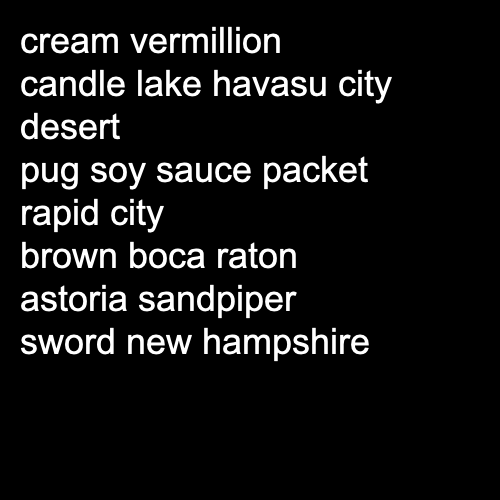 cream vermillion
candle lake havasu city
desert
pug soy sauce packet
rapid city
brown boca raton
astoria sandpiper
sword new hampshire